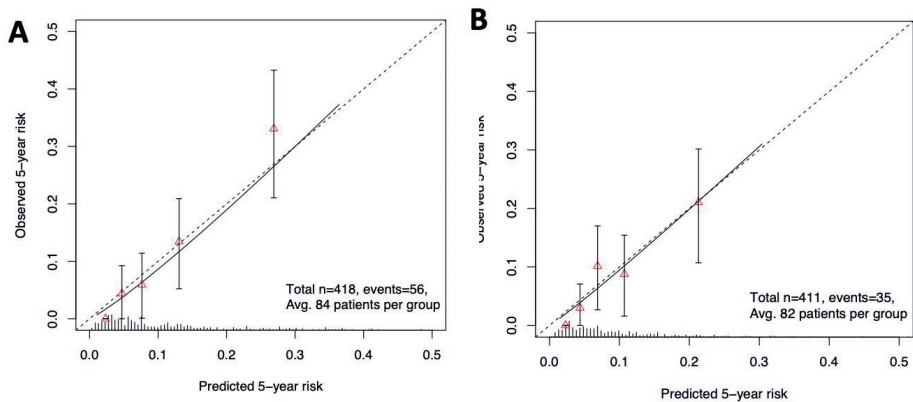 A
Observed 5-year risk
0.5
0.4
0.3
0.2
0.1
0.0
Total n=418, events=56,
Avg. 84 patients per group
0.0 0.1 0.2 0.3 0.4 0.5
Predicted 5-year risk
B
Observed 5-year risk
0.5
0.4
0.3
0.2
0.1
0.0
Total n=411, events=35,
Avg. 82 patients per group
0.0 0.1 0.2 0.3 0.4 0.5
Predicted 5-year risk